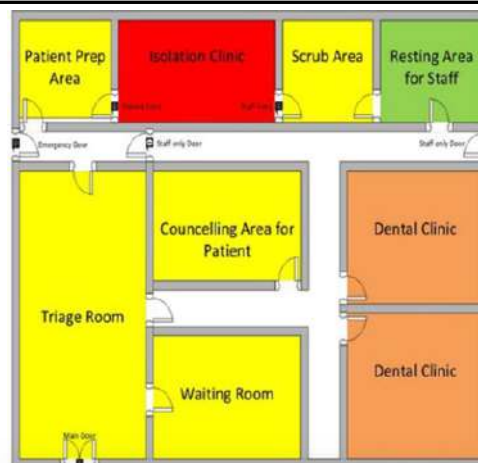 Patient Prep
Area
Isolation Clinic
Scrub Area
Resting Area
for Staff
Emergency Door
Staff only Door
Staff only Door
Councelling Area for
Patient
Dental Clinic
Triage Room
Waiting Room
Dental Clinic
Main Door